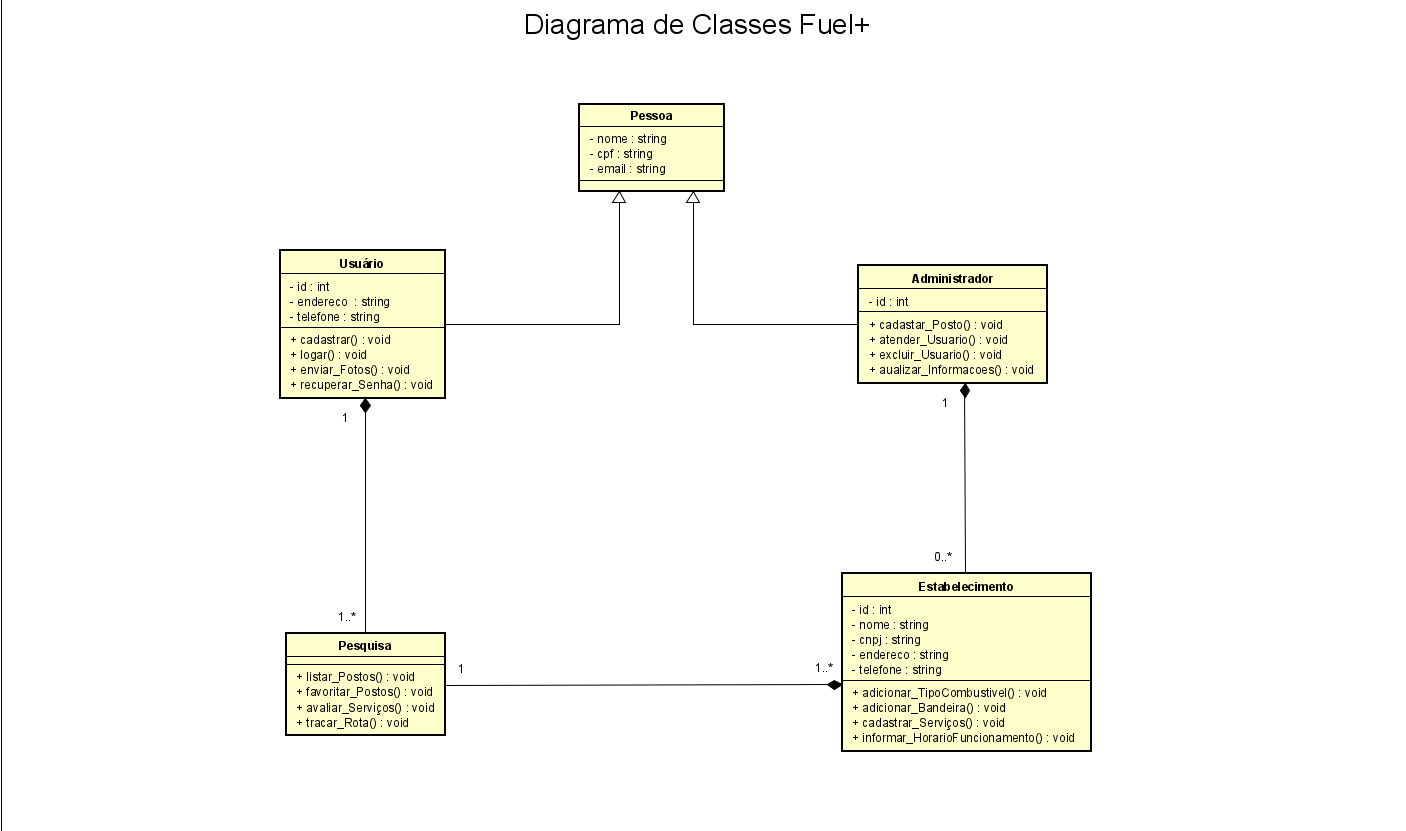 Diagrama de Classes Fuel+
Pessoa
- nome : string
- cpf : string
- email : string
Usuário
- id : int
- endereco : string
- telefone : string
+ cadastrar() : void
+ logar() : void
+ enviar_Fotos() : void
+ recuperar_Senha() : void
1
Administrador
- id : int
+ cadastar_Posto() : void
+ atender_Usuario() : void
+ excluir_Usuario() : void
+ aualizar_Informacoes() : void
1
0..*
1..*
Pesquisa
+ listar_Postos() : void
+ favoritar_Postos() : void
+ avaliar_Serviços() : void
+ tracar_Rota() : void
1
1..*
Estabelecimento
- id : int
- nome : string
- cnpj : string
- endereco : string
- telefone : string
+ adicionar_TipoCombustivel() : void
+ adicionar_Bandeira() : void
+ cadastrar_Serviços() : void
+ informar_HorarioFuncionamento() : void